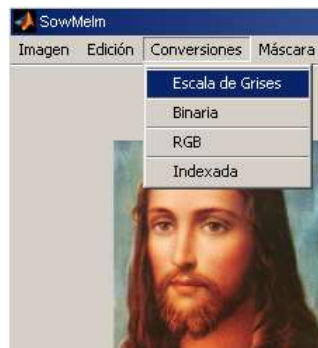 SowMelm
Imagen Edición Conversiones Máscara
Escala de Grises
Binaria
RGB
Indexada